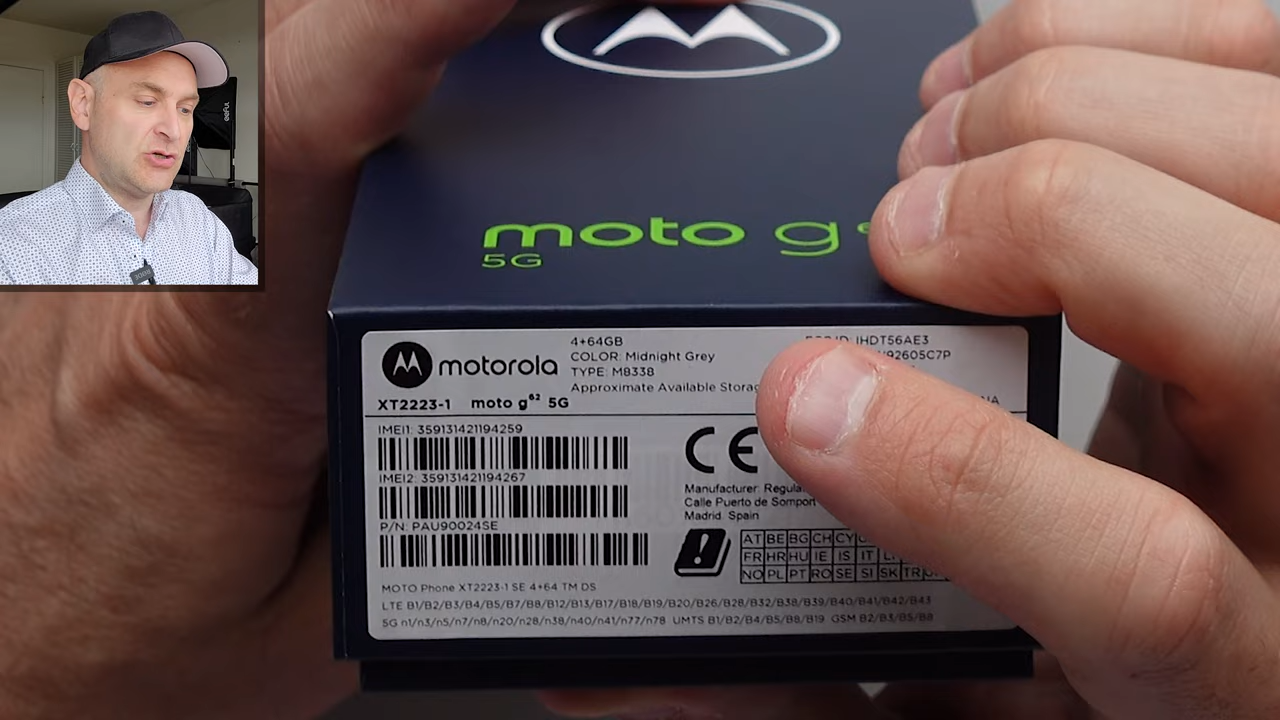 moto g
5G
motorola
4+64GB
COLOR: Midnight Grey
TYPE: M8338
Approximate Available Storag
IHDT56AE3
92605C7P
XT2223-1 moto g62 5G
IMEI1: 359131421194259
IMEI2: 359131421194267
P/N: PAU90024SE
CE
Manufacturer: Regula
Calle Puerto de Somport
Madrid. Spain
AT BE BG CH CY
FR HR HU IE IS IT
NO PL PT RO SE SI SK TR
MOTO Phone XT2223-1 SE 4+64 TM DS
LTE B1/B2/B3/B4/B5/B7/B8/B12/B13/B17/B18/B19/B20/B26/B28/B32/B38/B39/B40/B41/B42/B43
5G n1/n3/n5/n7/n8/n20/n28/n38/n40/n41/n77/n78 UMTS B1/B2/B4/B5/B8/B19 GSM B2/B3/B5/B8